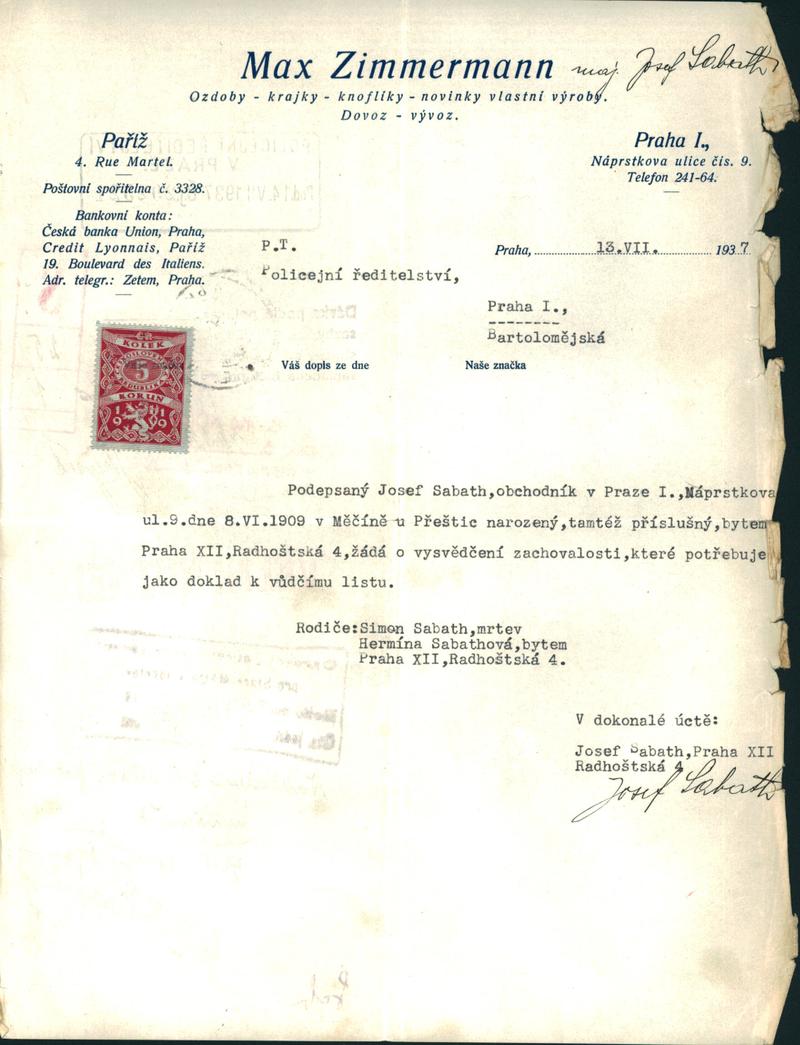 Max Zimmermann maj. Josef Sabath
Ozdoby - krajky - knoflíky - novinky vlastní výroby.
Dovoz - vývoz.
Paříž
4. Rue Martel.
Poštovní spořitelna č. 3328.
Bankovní konta:
Česká banka Union, Praha,
Credit Lyonnais, Paříž
19. Boulevard des Italiens.
Adr. telegr.: Zetem, Praha.
Praha I.,
Náprstkova ulice čís. 9.
Telefon 241-64.
P.T.
Policejní ředitelství,
Praha, 13.VII. 1937
Praha I.,
Bartolomějská
Váš dopis ze dne
Naše značka
KOLEK
5
KORUN
1919
Podepsaný Josef Sabath,obchodník v Praze I.,Náprstkova
ul.9.dne 8.VI.1909 v Měčíně u Přeštic narozený,tamtéž příslušný,bytem
Praha XII,Radhoštská 4,žádá o vysvědčení zachovalosti,které potřebuje
jako doklad k vůdčímu listu.
Rodiče:Simon Sabath,mrtev
Hermína Sabathová,bytem
Praha XII,Radhoštská 4.
V dokonalé úctě:
Josef Sabath,Praha XII
Radhoštská 4
Josef Sabath